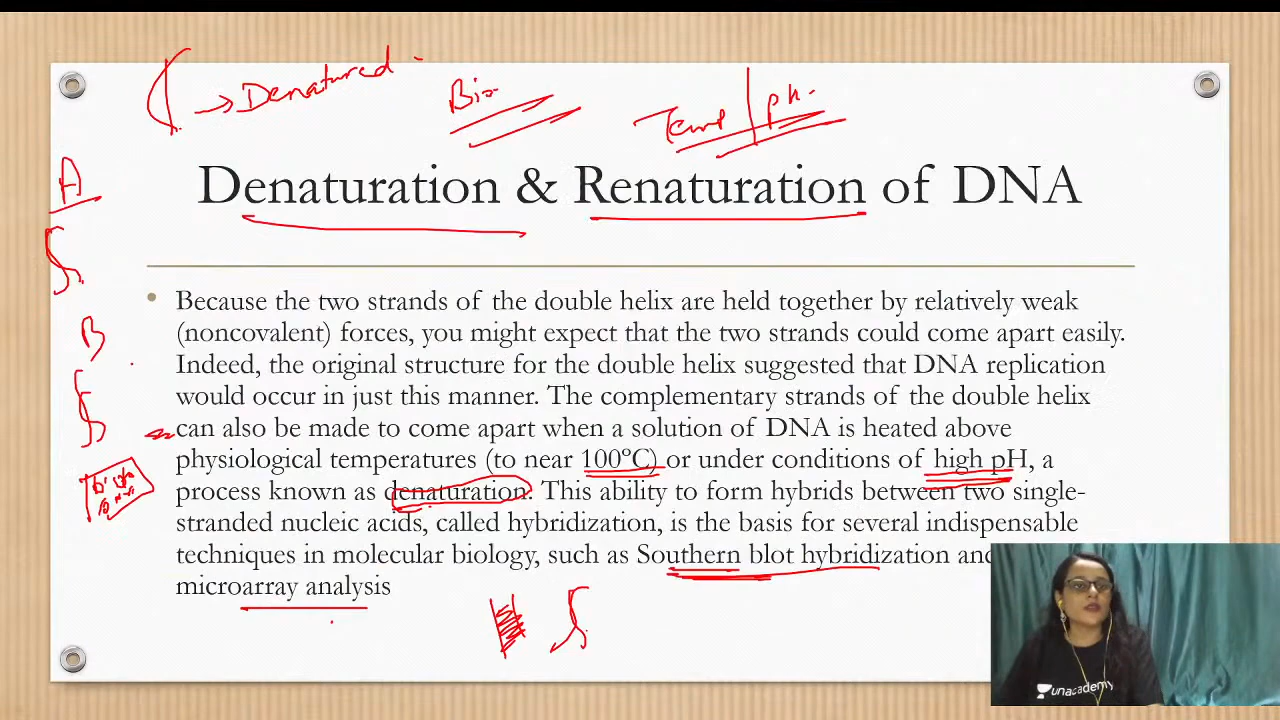 Denatured
Bio
Temp | pH
A
Denaturation & Renaturation of DNA
B
• Because the two strands of the double helix are held together by relatively weak
(noncovalent) forces, you might expect that the two strands could come apart easily.
Indeed, the original structure for the double helix suggested that DNA replication
would occur in just this manner. The complementary strands of the double helix
can also be made to come apart when a solution of DNA is heated above
physiological temperatures (to near 100ºC) or under conditions of high pH, a
process known as denaturation. This ability to form hybrids between two single-
stranded nucleic acids, called hybridization, is the basis for several indispensable
techniques in molecular biology, such as Southern blot hybridization and
microarray analysis
unacademy